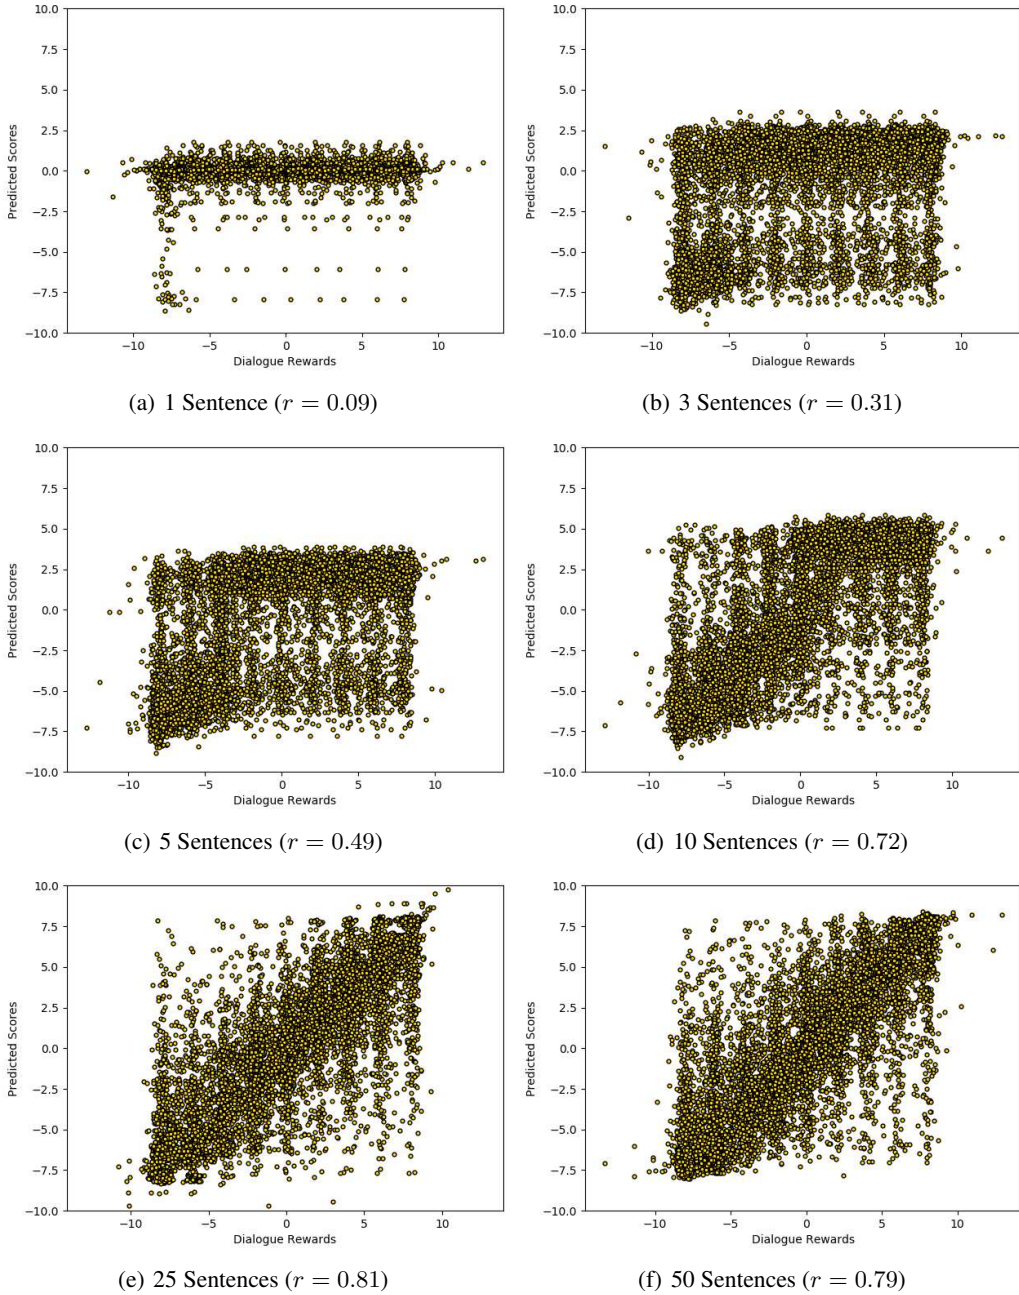 10.0
7.5
5.0
2.5
0.0
−2.5
−5.0
−7.5
−10.0
Predicted Scores
−10 −5 0 5 10
Dialogue Rewards
(a) 1 Sentence (r = 0.09)
10.0
7.5
5.0
2.5
0.0
−2.5
−5.0
−7.5
−10.0
Predicted Scores
−10 −5 0 5 10
Dialogue Rewards
(b) 3 Sentences (r = 0.31)
10.0
7.5
5.0
2.5
0.0
−2.5
−5.0
−7.5
−10.0
Predicted Scores
−10 −5 0 5 10
Dialogue Rewards
(c) 5 Sentences (r = 0.49)
10.0
7.5
5.0
2.5
0.0
−2.5
−5.0
−7.5
−10.0
Predicted Scores
−10 −5 0 5 10
Dialogue Rewards
(d) 10 Sentences (r = 0.72)
10.0
7.5
5.0
2.5
0.0
−2.5
−5.0
−7.5
−10.0
Predicted Scores
−10 −5 0 5 10
Dialogue Rewards
(e) 25 Sentences (r = 0.81)
10.0
7.5
5.0
2.5
0.0
−2.5
−5.0
−7.5
−10.0
Predicted Scores
−10 −5 0 5 10
Dialogue Rewards
(f) 50 Sentences (r = 0.79)